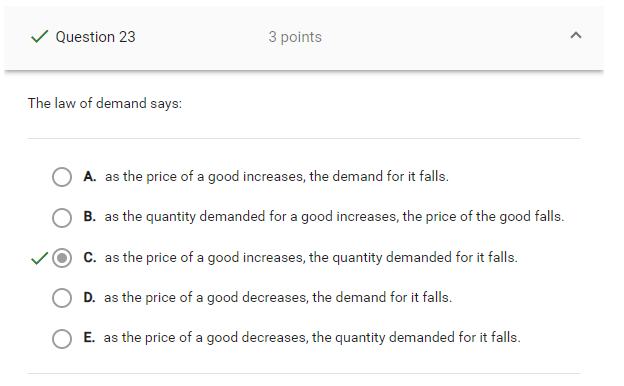 Question 23 3 points
The law of demand says:
A. as the price of a good increases, the demand for it falls.
B. as the quantity demanded for a good increases, the price of the good falls.
C. as the price of a good increases, the quantity demanded for it falls.
D. as the price of a good decreases, the demand for it falls.
E. as the price of a good decreases, the quantity demanded for it falls.